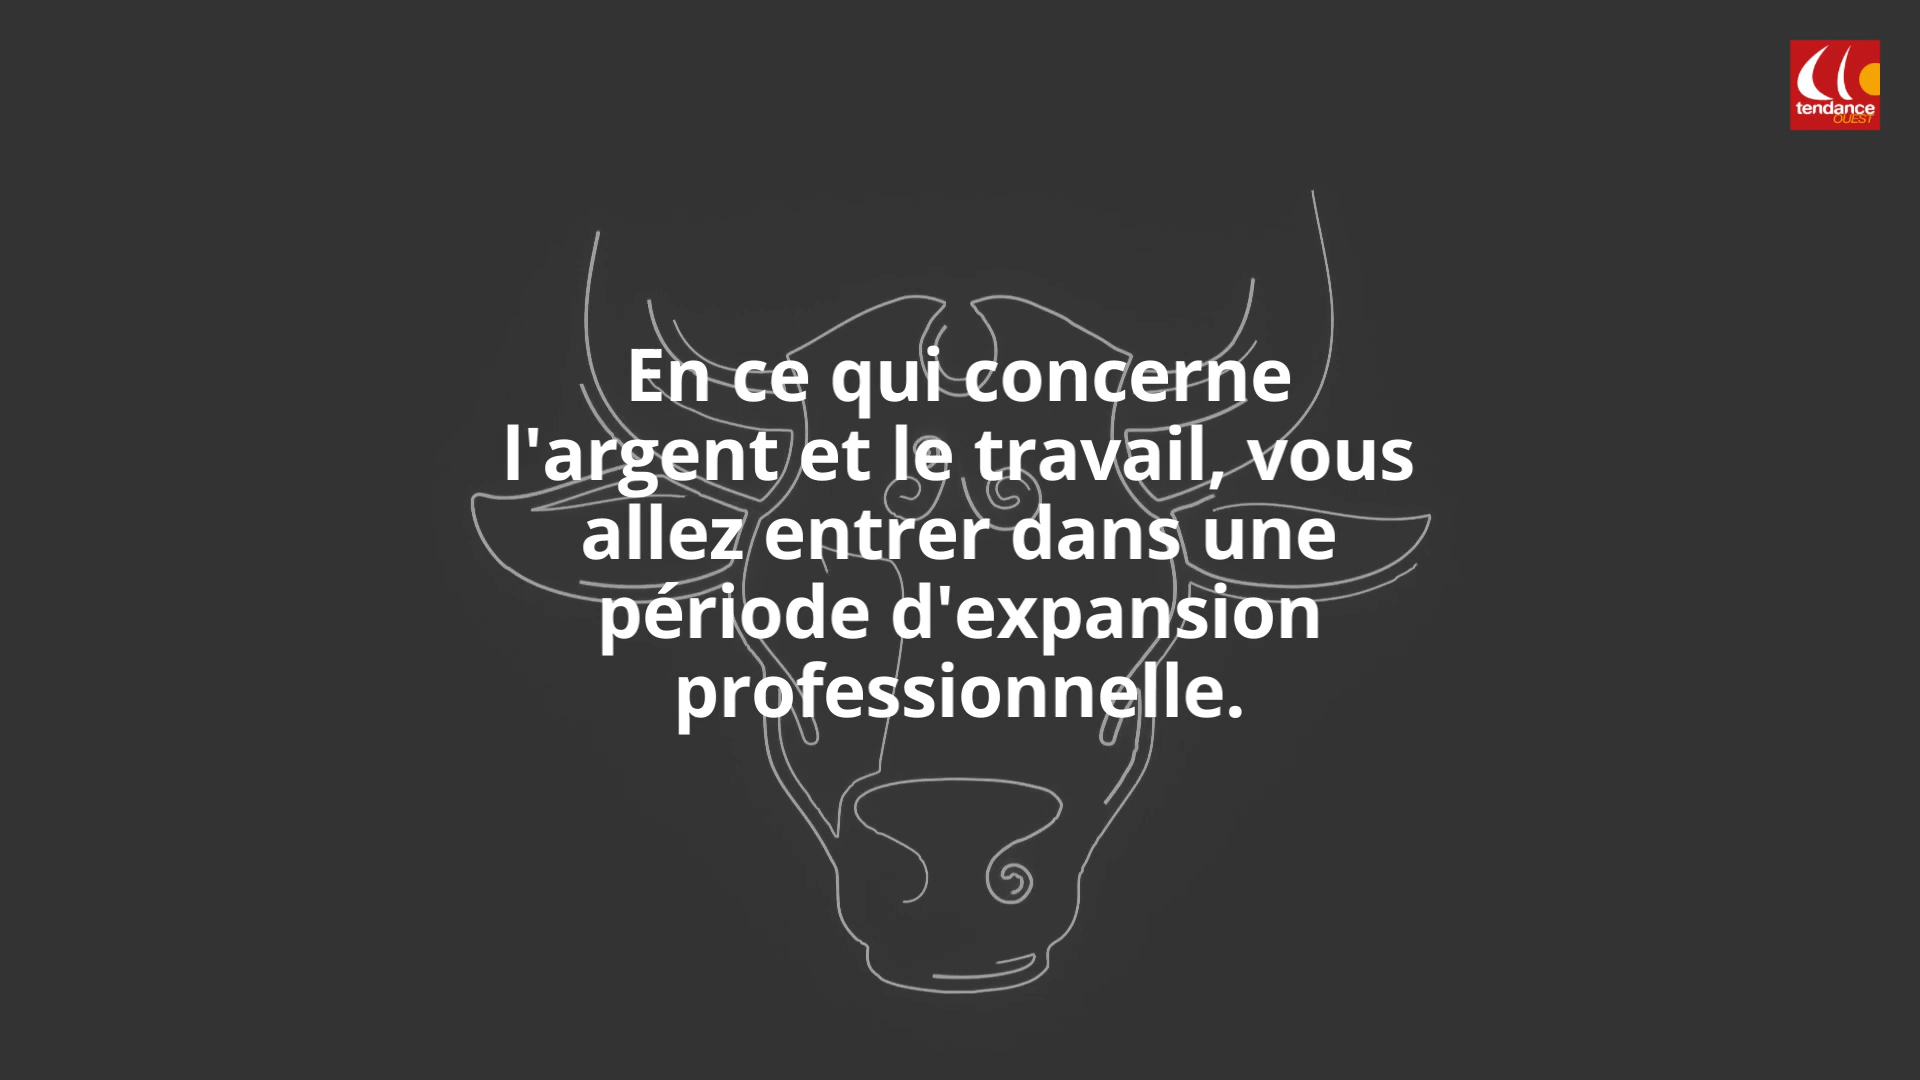 tendance
OUEST
En ce qui concerne
l'argent et le travail, vous
allez entrer dans une
période d'expansion
professionnelle.